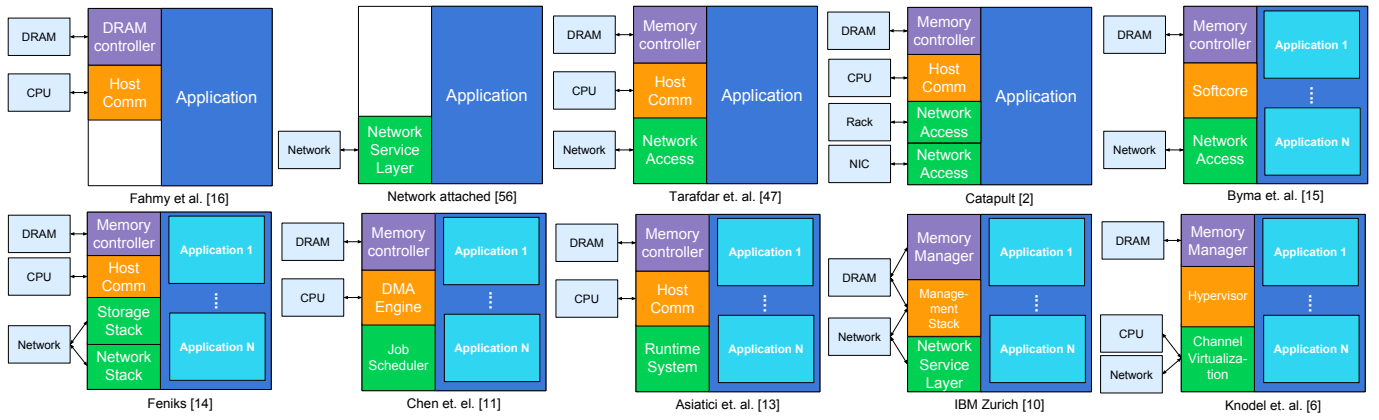 DRAM
CPU
DRAM
controller
Host
Comm
Application
Fahmy et al. [16]
Network
Network
Service
Layer
Application
Network attached [56]
DRAM
CPU
Network
Memory
controller
Host
Comm
Network
Access
Application
Tarafdar et. al. [47]
DRAM
CPU
Rack
NIC
Memory
controller
Host
Comm
Network
Access
Network
Access
Application
Catapult [2]
DRAM
Network
Memory
controller
Softcore
Network
Access
Application 1
Application N
Byma et. al. [15]
DRAM
CPU
Network
Memory
controller
Host
Comm
Storage
Stack
Network
Stack
Application 1
Application N
Feniks [14]
DRAM
CPU
Memory
controller
DMA
Engine
Job
Scheduler
Application 1
Application N
Chen et. el. [11]
DRAM
CPU
Memory
controller
Host
Comm
Runtime
System
Application 1
Application N
Asiatici et. al. [13]
DRAM
Network
Memory
Manager
Manage-
ment
Stack
Network
Service
Layer
Application 1
Application N
IBM Zurich [10]
DRAM
CPU
Network
Memory
Manager
Hypervisor
Channel
Virtualiza-
tion
Application 1
Application N
Knodel et. al. [6]